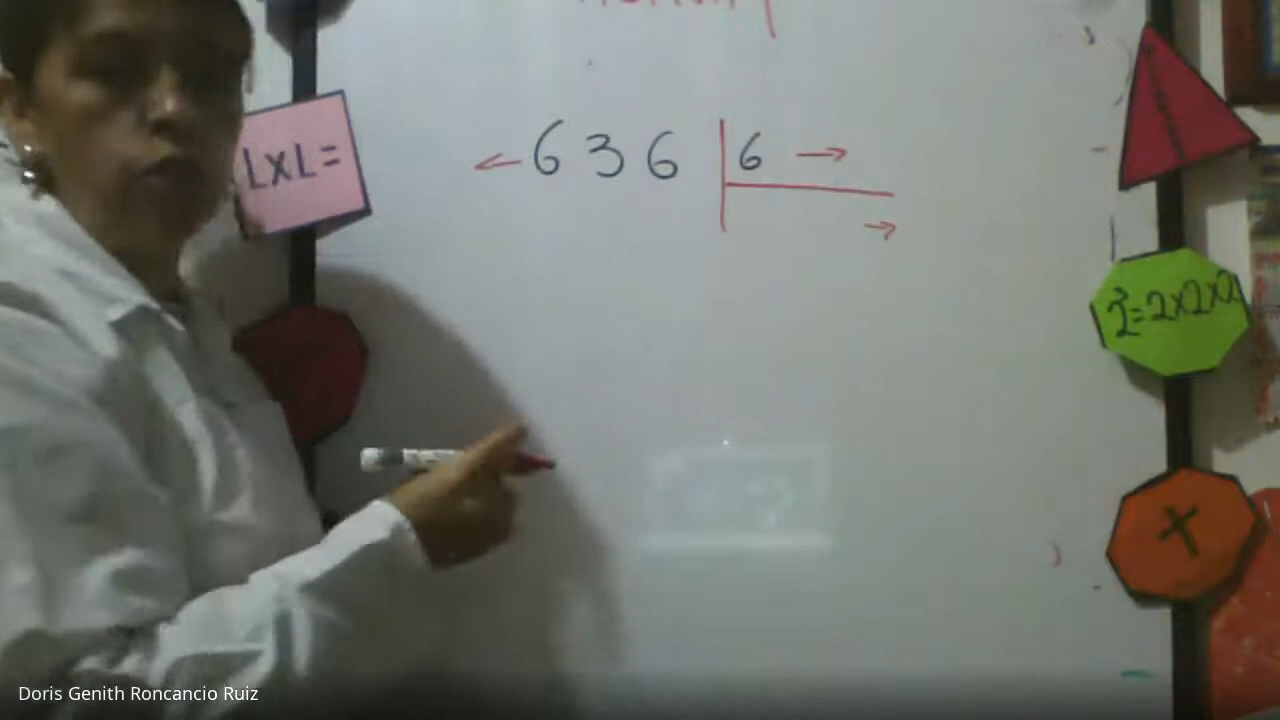 LXL=
←636 | 6 →
→
2³=2X2X2
+
Doris Genith Roncancio Ruiz